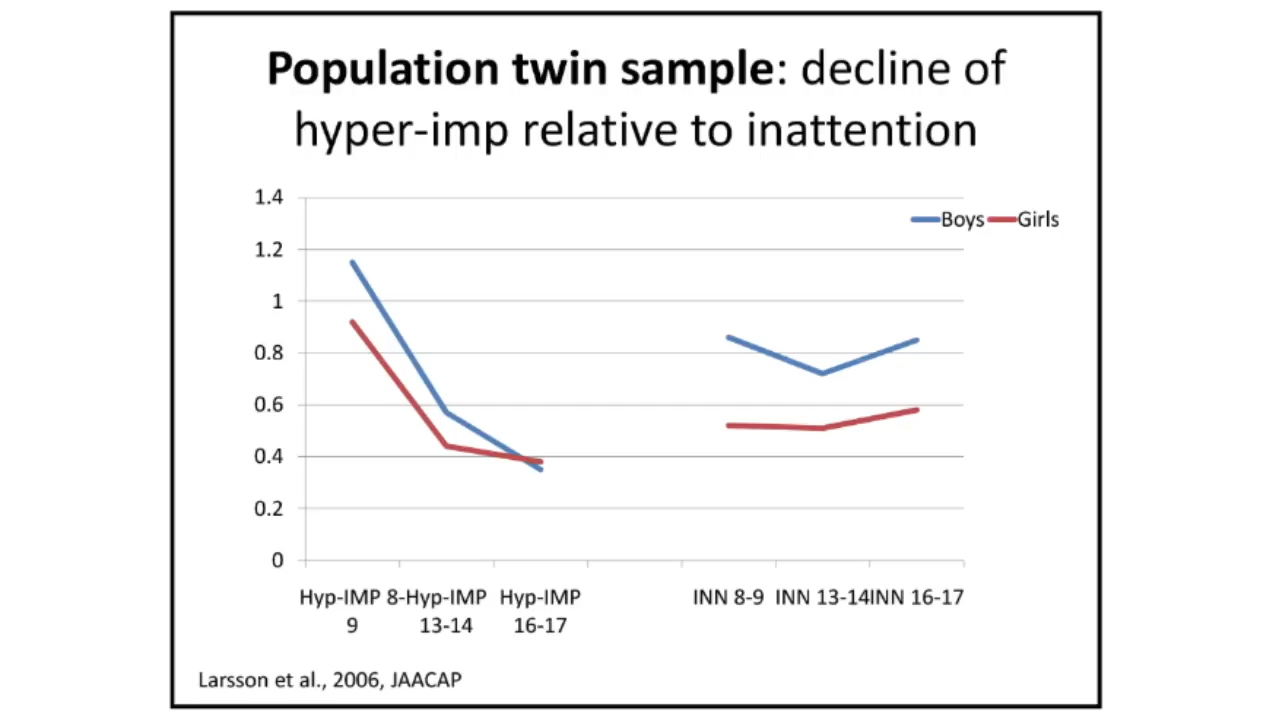 Population twin sample: decline of
hyper-imp relative to inattention
1.4
1.2
1
0.8
0.6
0.4
0.2
0
Boys Girls
Hyp-IMP 8-Hyp-IMP Hyp-IMP INN 8-9 INN 13-14INN 16-17
9 13-14 16-17
Larsson et al., 2006, JAACAP